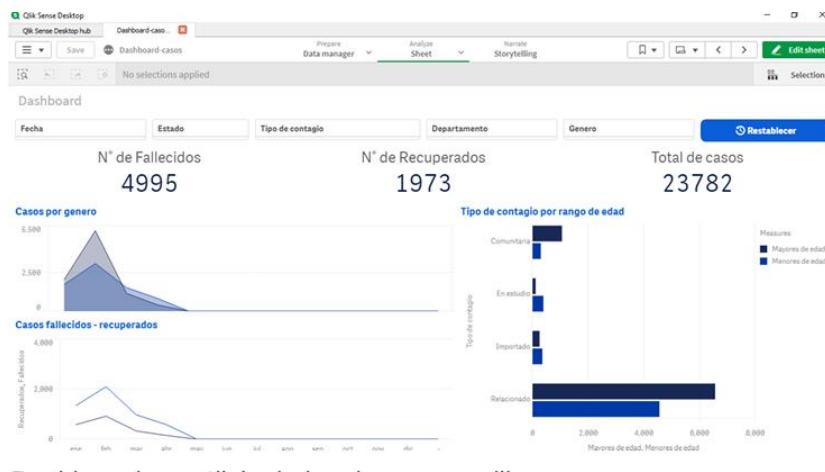 Qlik Sense Desktop
Qlik Sense Desktop hub
Dashboard-caso...
Save
Dashboard-casos
Prepare
Data manager
Analyze
Sheet
Narrate
Storytelling
Edit sheet
No selections applied
Selection
Dashboard
Fecha
Estado
Tipo de contagio
Departamento
Genero
Restablecer
N° de Fallecidos
N° de Recuperados
Total de casos
4995
1973
23782
Casos por genero
2,500
0
Casos fallecidos - recuperados
Recuperados, Fallecidos
4,000
2,000
0
ene feb mar abr may jun jul ago sep oct nov dic -
Tipo de contagio por rango de edad
Tipo de contagio
Comunitaria
En estudio
Importado
Relacionado
0 2,000 4,000 6,000 8,000
Mayores de edad, Menores de edad
Measures
Mayores de edad
Menores de edad